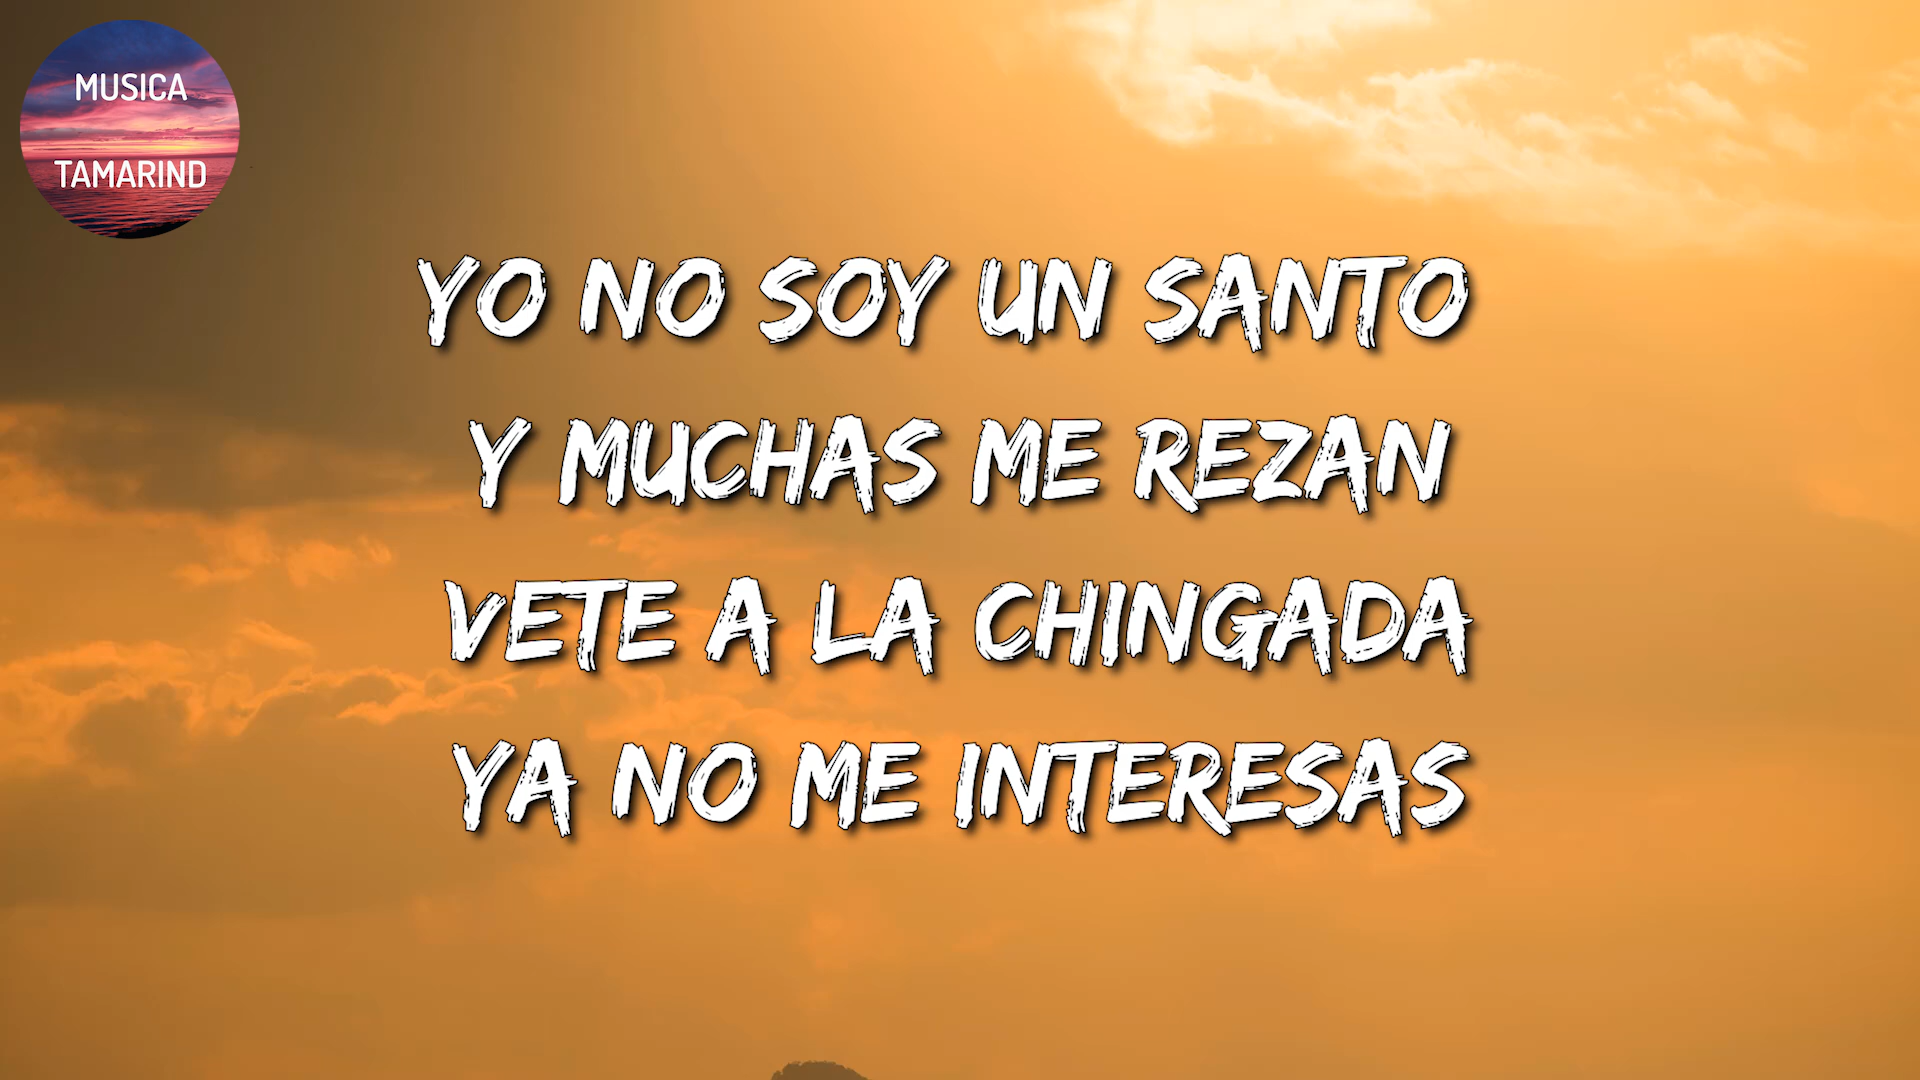 MUSICA
TAMARIND
YO NO SOY UN SANTO
Y MUCHAS ME REZAN
VETE A LA CHINGADA
YA NO ME INTERESAS